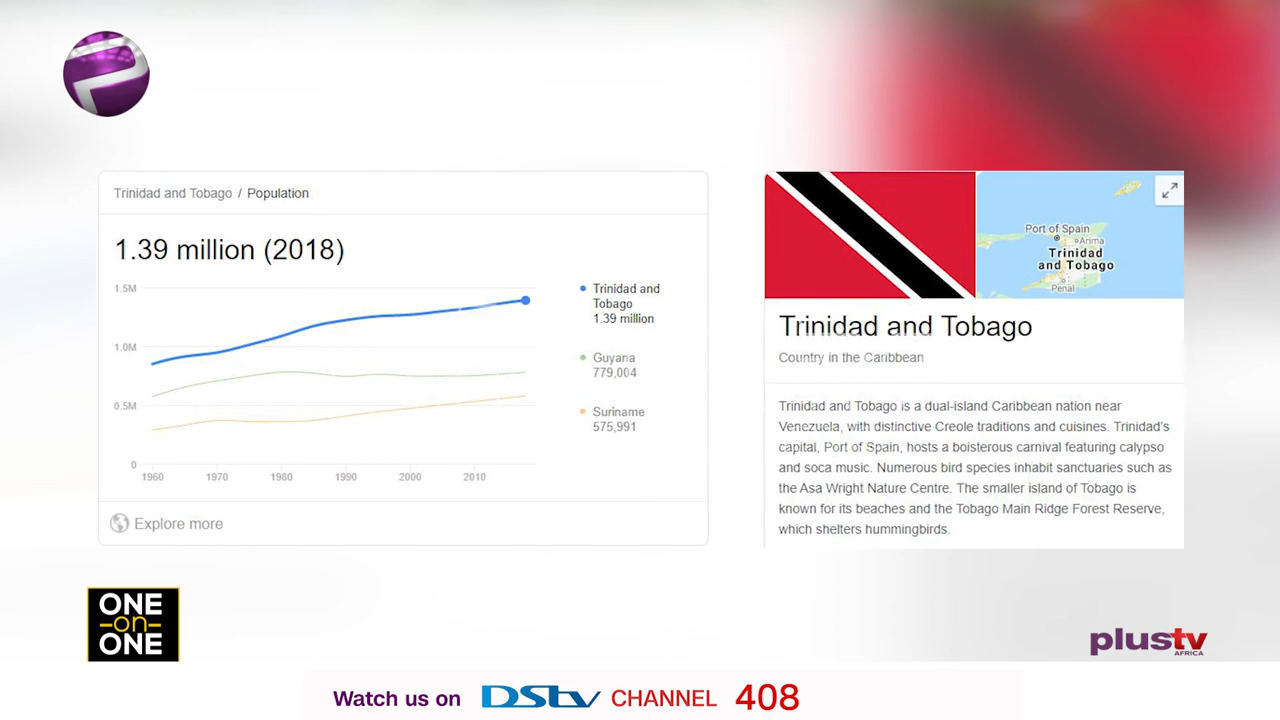 Trinidad and Tobago / Population
1.39 million (2018)
1.5M
1.0M
0.5M
0
1960 1970 1980 1990 2000 2010
Trinidad and
Tobago
1.39 million
Guyana
779,004
Suriname
575,991
Explore more
Port of Spain
Arima
Trinidad
and Tobago
Penal
Trinidad and Tobago
Country in the Caribbean
Trinidad and Tobago is a dual-island Caribbean nation near
Venezuela, with distinctive Creole traditions and cuisines. Trinidad's
capital, Port of Spain, hosts a boisterous carnival featuring calypso
and soca music. Numerous bird species inhabit sanctuaries such as
the Asa Wright Nature Centre. The smaller island of Tobago is
known for its beaches and the Tobago Main Ridge Forest Reserve,
which shelters hummingbirds.
ONE
on
ONE
plustv
AFRICA
Watch us on DStv CHANNEL 408